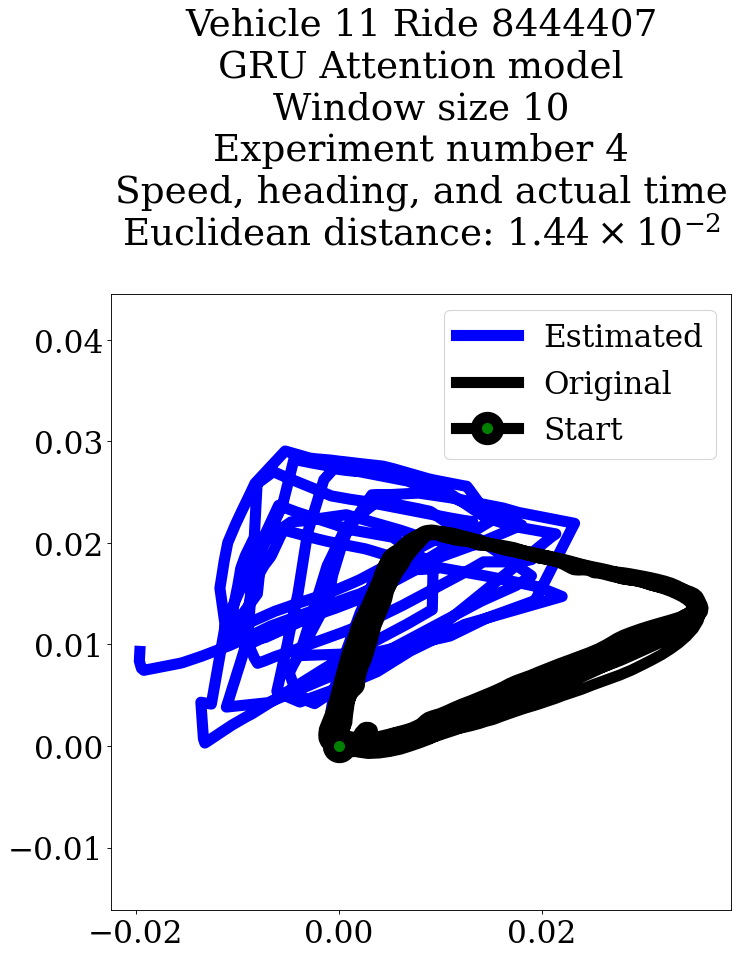 Vehicle 11 Ride 8444407
GRU Attention model
Window size 10
Experiment number 4
Speed, heading, and actual time
Euclidean distance: 1.44 × 10⁻²
Estimated
Original
Start
0.04
0.03
0.02
0.01
0.00
−0.01
−0.02
0.00
0.02